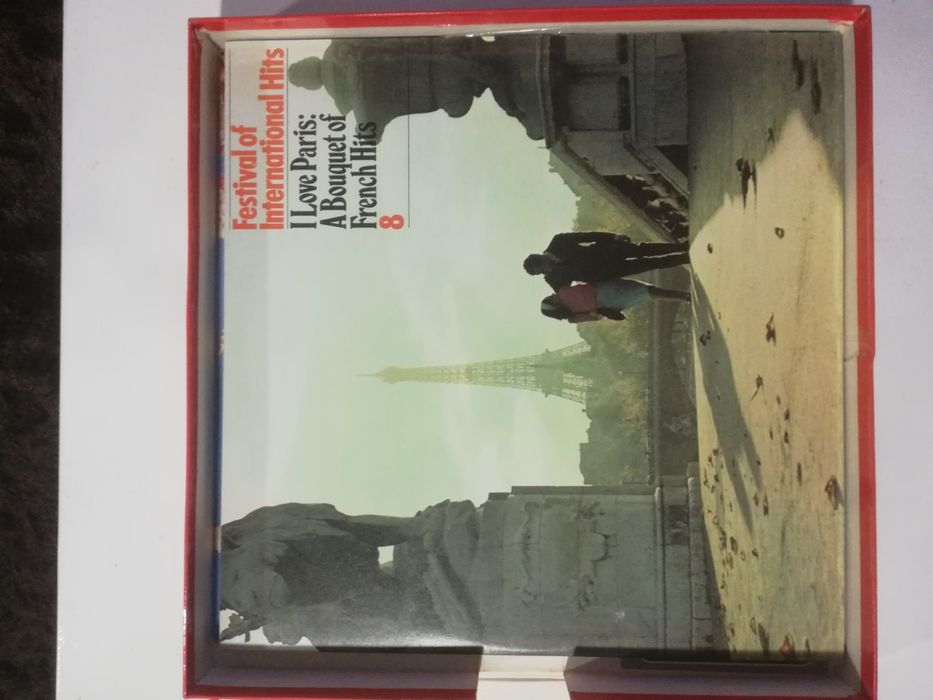 Festival of
International Hits
I Love Paris:
A Bouquet of
French Hits
8